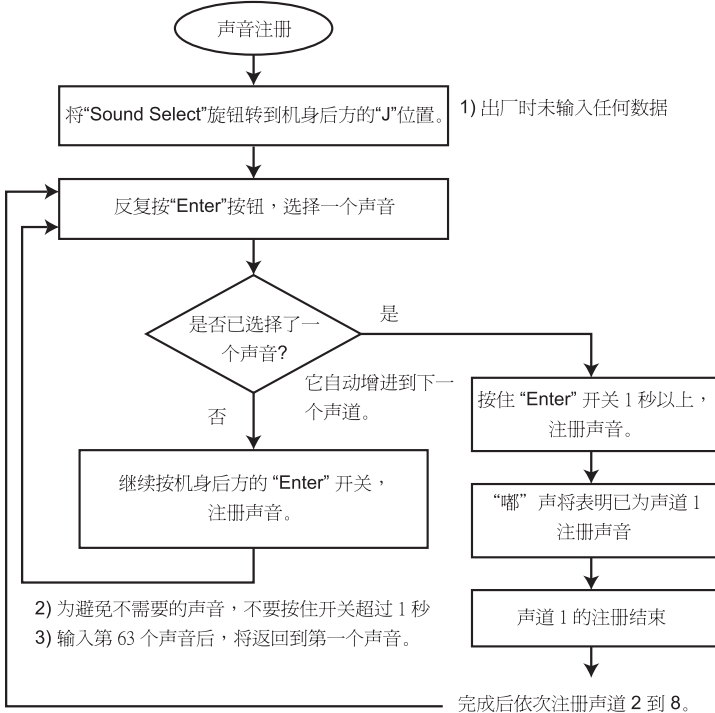 声音注册
将“Sound Select”旋钮转到机身后方的“J”位置。
1) 出厂时未输入任何数据
反复按“Enter”按钮，选择一个声音
是否已选择了一
个声音?
是
它自动增进到下一
个声道。
否
按住 “Enter” 开关 1 秒以上，
注册声音。
继续按机身后方的 “Enter” 开关，
注册声音。
“嘟” 声将表明已为声道 1
注册声音
2) 为避免不需要的声音，不要按住开关超过 1 秒
3) 输入第 63 个声音后，将返回到第一个声音。
声道 1 的注册结束
完成后依次注册声道 2 到 8。